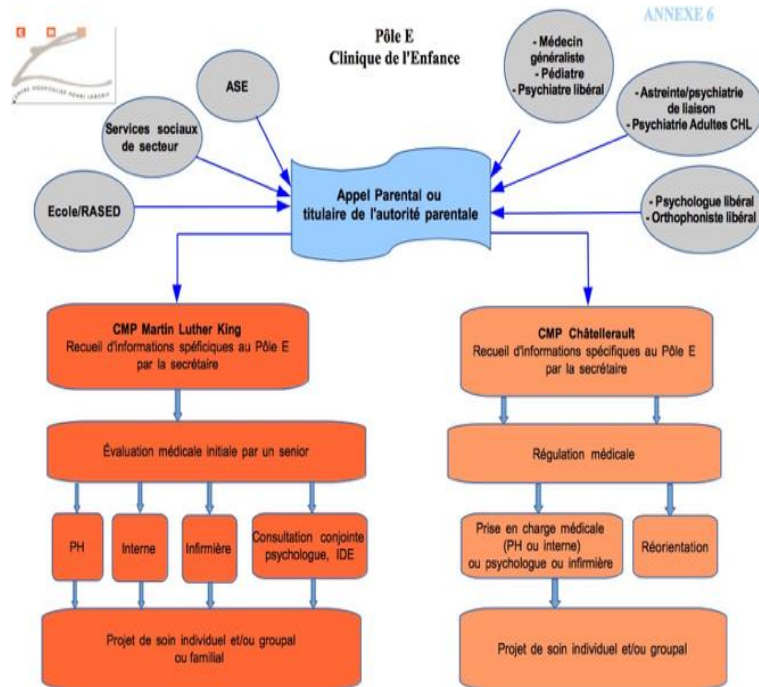 C H
CENTRE HOSPITALIER HENRI LABORIT
Pôle E
Clinique de l'Enfance
ANNEXE 6
ASE
Services sociaux
de secteur
Ecole/RASED
- Médecin
généraliste
- Pédiatre
- Psychiatre libéral
- Astreinte/psychiatrie
de liaison
- Psychiatrie Adultes CHL
- Psychologue libéral
- Orthophoniste libéral
Appel Parental ou
titulaire de l'autorité parentale
CMP Martin Luther King
Recueil d'informations spéficiques au Pôle E
par la secrétaire
CMP Châtellerault
Recueil d'informations spécifiques au Pôle E
par la secrétaire
Évaluation médicale initiale par un senior
Régulation médicale
PH
Interne
Infirmière
Consultation conjointe
psychologue, IDE
Prise en charge médicale
(PH ou interne)
ou psychologue ou infirmière
Réorientation
Projet de soin individuel et/ou groupal
ou familial
Projet de soin individuel et/ou groupal